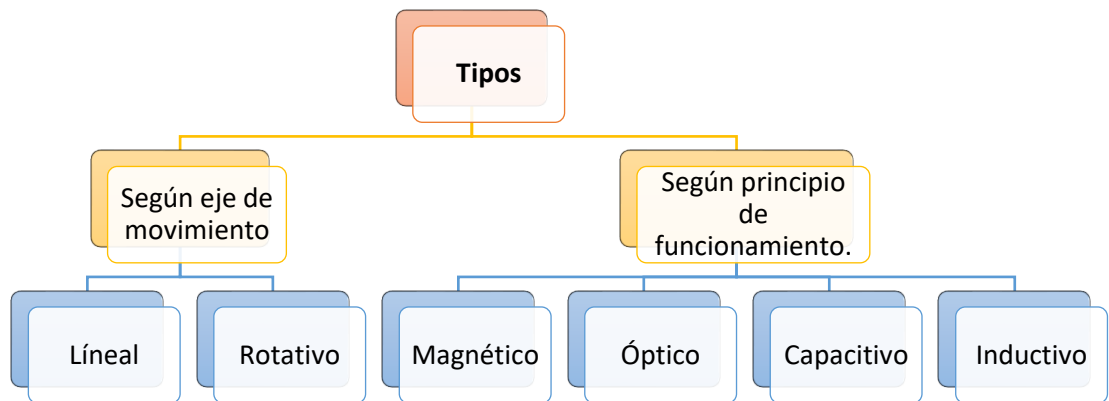 Tipos
Según eje de
movimiento
Según principio
de
funcionamiento.
Líneal
Rotativo
Magnético
Óptico
Capacitivo
Inductivo